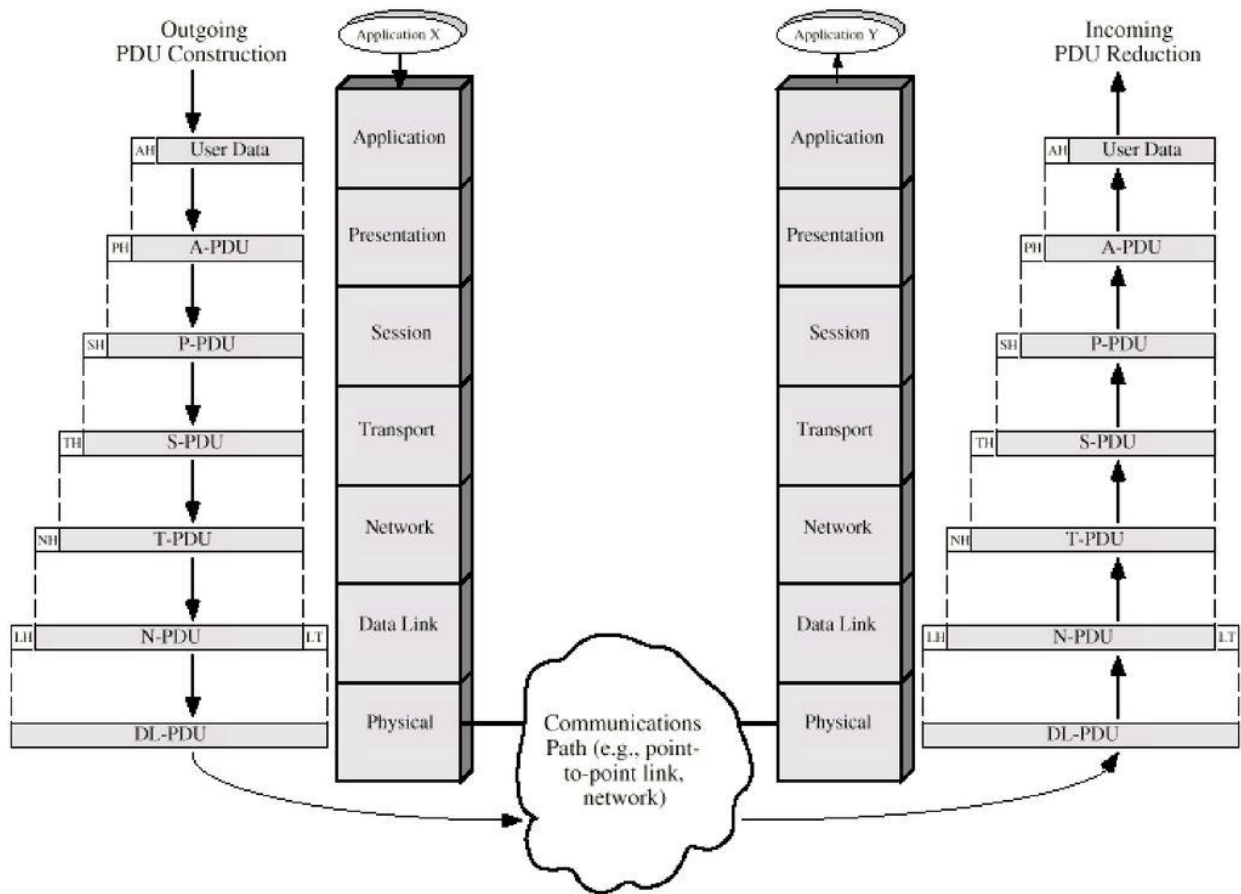 Outgoing
PDU Construction
Application X
Application Y
Incoming
PDU Reduction
AH
User Data
PH
A-PDU
SH
P-PDU
TH
S-PDU
NH
T-PDU
LH
N-PDU
LT
DL-PDU
Application
Presentation
Session
Transport
Network
Data Link
Physical
Communications
Path (e.g., point-
to-point link,
network)
Application
Presentation
Session
Transport
Network
Data Link
Physical
AH
User Data
PH
A-PDU
SH
P-PDU
TH
S-PDU
NH
T-PDU
LH
N-PDU
LT
DL-PDU